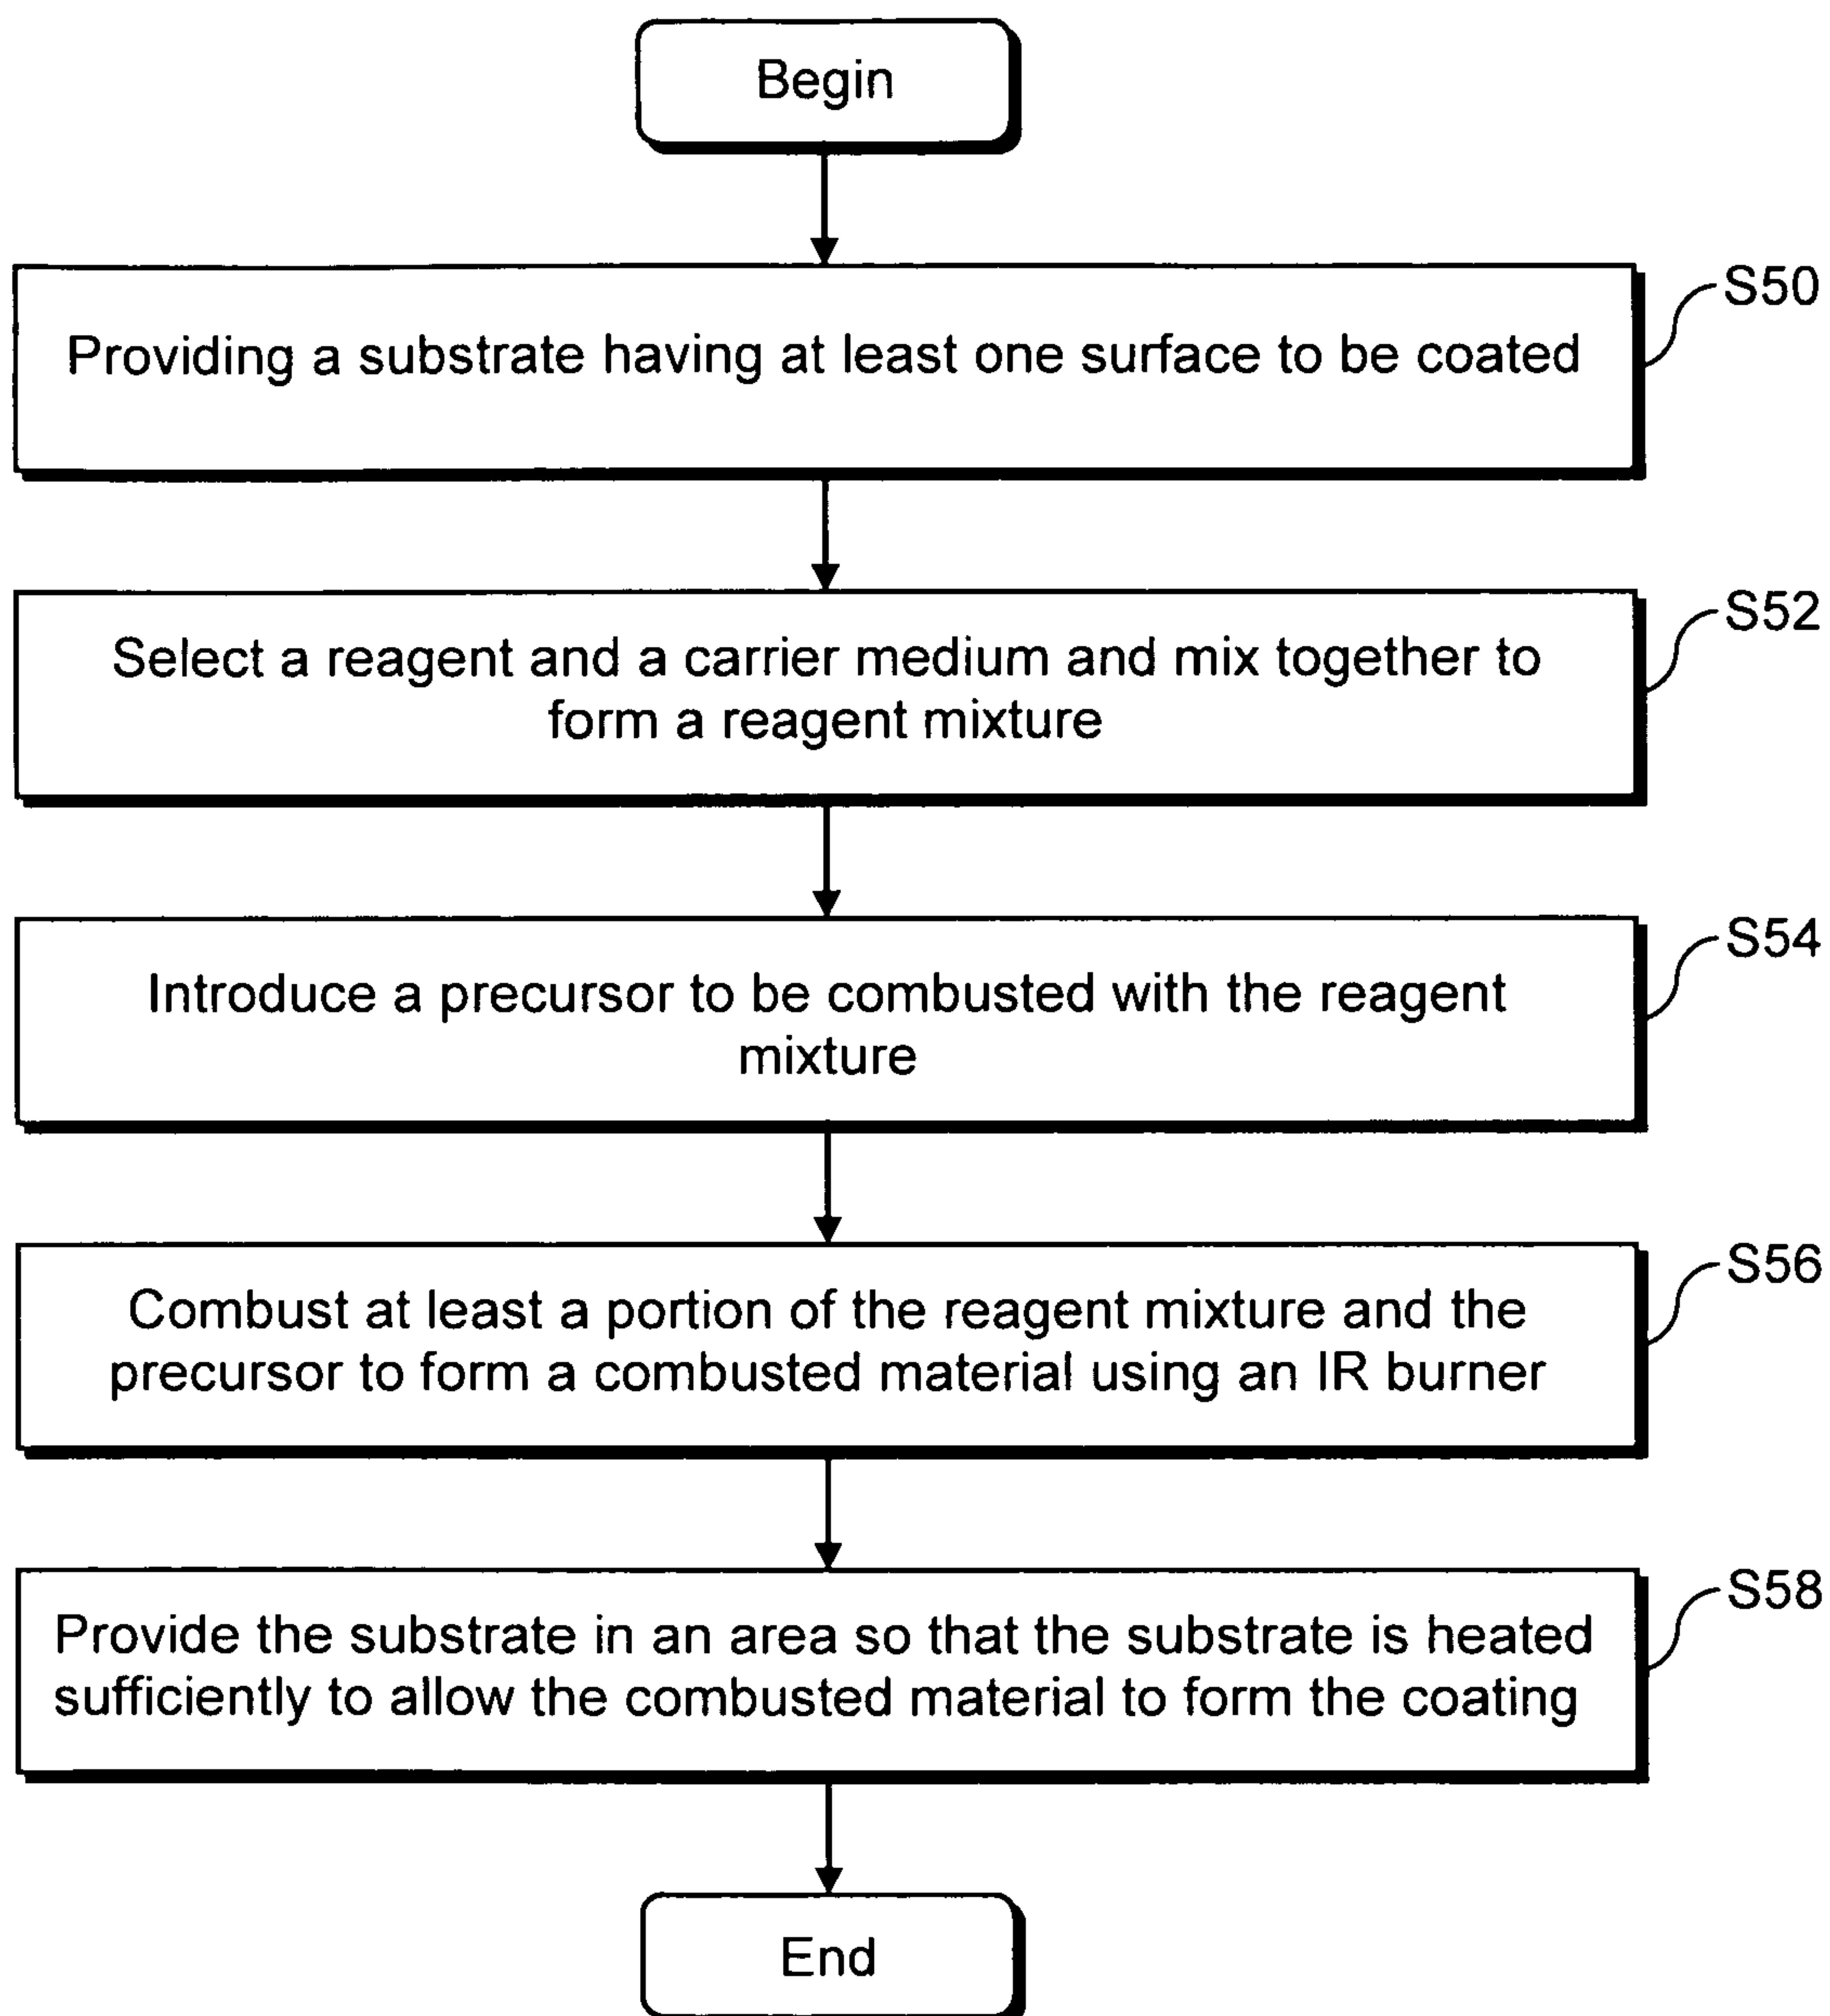 Begin
Providing a substrate having at least one surface to be coated
S50
Select a reagent and a carrier medium and mix together to
form a reagent mixture
S52
Introduce a precursor to be combusted with the reagent
mixture
S54
Combust at least a portion of the reagent mixture and the
precursor to form a combusted material using an IR burner
S56
Provide the substrate in an area so that the substrate is heated
sufficiently to allow the combusted material to form the coating
S58
End